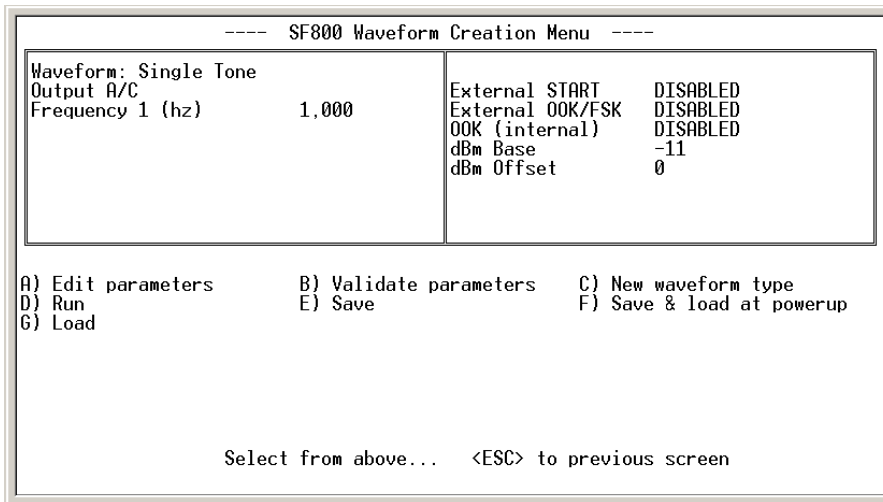 ---- SF800 Waveform Creation Menu ----
Waveform: Single Tone
Output A/C
Frequency 1 (hz) 1,000
External START DISABLED
External OOK/FSK DISABLED
OOK (internal) DISABLED
dBm Base -11
dBm Offset 0
A) Edit parameters B) Validate parameters C) New waveform type
D) Run E) Save F) Save & load at powerup
G) Load
Select from above... <ESC> to previous screen